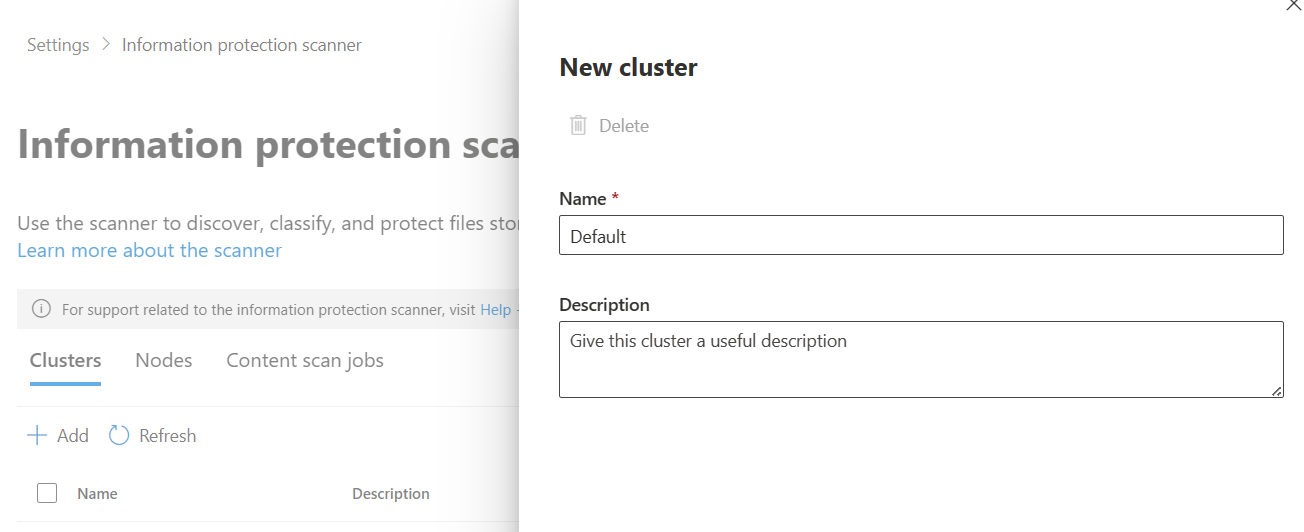 Settings > Information protection scanner
Information protection sca
Use the scanner to discover, classify, and protect files sto
Learn more about the scanner
For support related to the information protection scanner, visit Help -
Clusters Nodes Content scan jobs
Add Refresh
Name Description
New cluster
Delete
Name *
Default
Description
Give this cluster a useful description